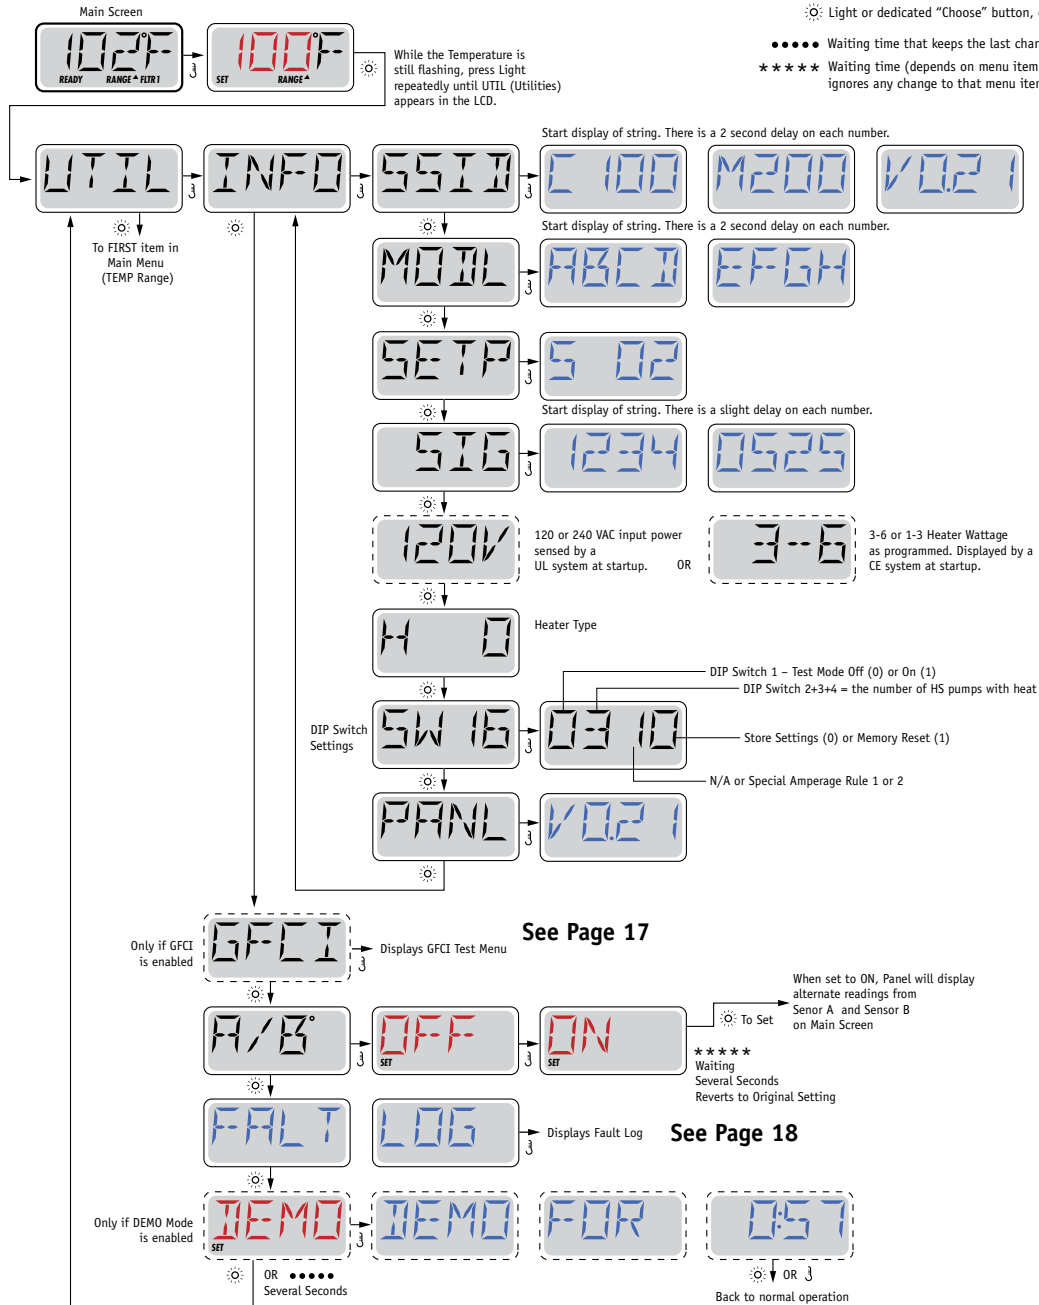 Main Screen
Light or dedicated “Choose” button,
102°F
READY RANGE FLTR1
100°F
SET RANGE
While the Temperature is
still flashing, press Light
repeatedly until UTIL (Utilities)
appears in the LCD.
Waiting time that keeps the last
***** Waiting time (depends on menu item
ignores any change to that menu
Start display of string. There is a 2 second delay on each number.
UTIL
INFO
SSID
C 100
M200
V0.21
To FIRST item in
Main Menu
(TEMP Range)
Start display of string. There is a 2 second delay on each number.
MODL
ABCD
EFGH
SETP
S 02
Start display of string. There is a slight delay on each number.
SIG
1234
0525
120V
120 or 240 VAC input power
sensed by a
UL system at startup.
OR
3-6
3-6 or 1-3 Heater Wattage
as programmed. Displayed by a
CE system at startup.
H 0
Heater Type
DIP Switch 1 – Test Mode Off (0) or On (1)
DIP Switch 2+3+4 = the number of HS pumps with heat
DIP Switch
Settings
SW 16
0310
Store Settings (0) or Memory Reset (1)
N/A or Special Amperage Rule 1 or 2
PANL
V0.21
Only if GFCI
is enabled
GFCI
Displays GFCI Test Menu
See Page 17
A/B°
OFF
SET
ON
SET
To Set
When set to ON, Panel will display
alternate readings from
Senor A and Sensor B
on Main Screen
*****
Waiting
Several Seconds
Reverts to Original Setting
FALT
LOG
Displays Fault Log
See Page 18
Only if DEMO Mode
is enabled
DEMO
SET
DEMO
FOR
0:57
OR
Several Seconds
OR
Back to normal operation